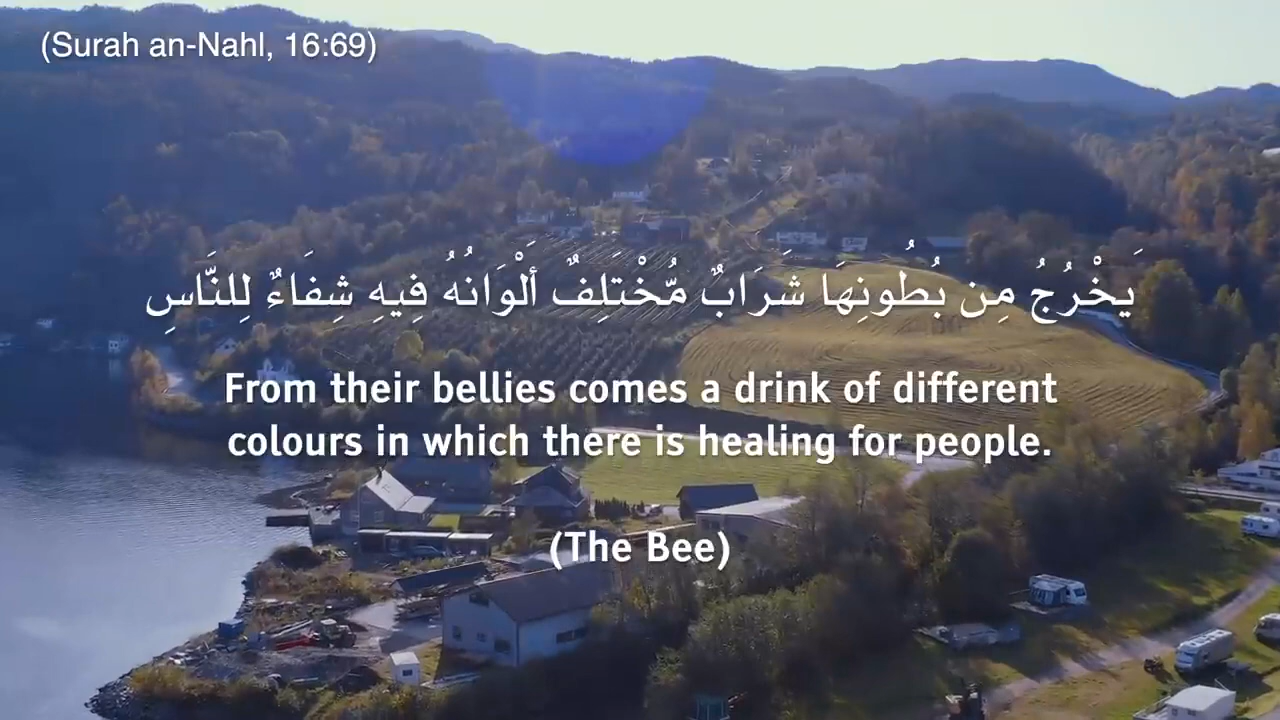 (Surah an-Nahl, 16:69)
يَخْرُجُ مِن بُطُونِهَا شَرَابٌ مُّخْتَلِفٌ أَلْوَانُهُ فِيهِ شِفَاءٌ لِلنَّاسِ
From their bellies comes a drink of different
colours in which there is healing for people.
(The Bee)